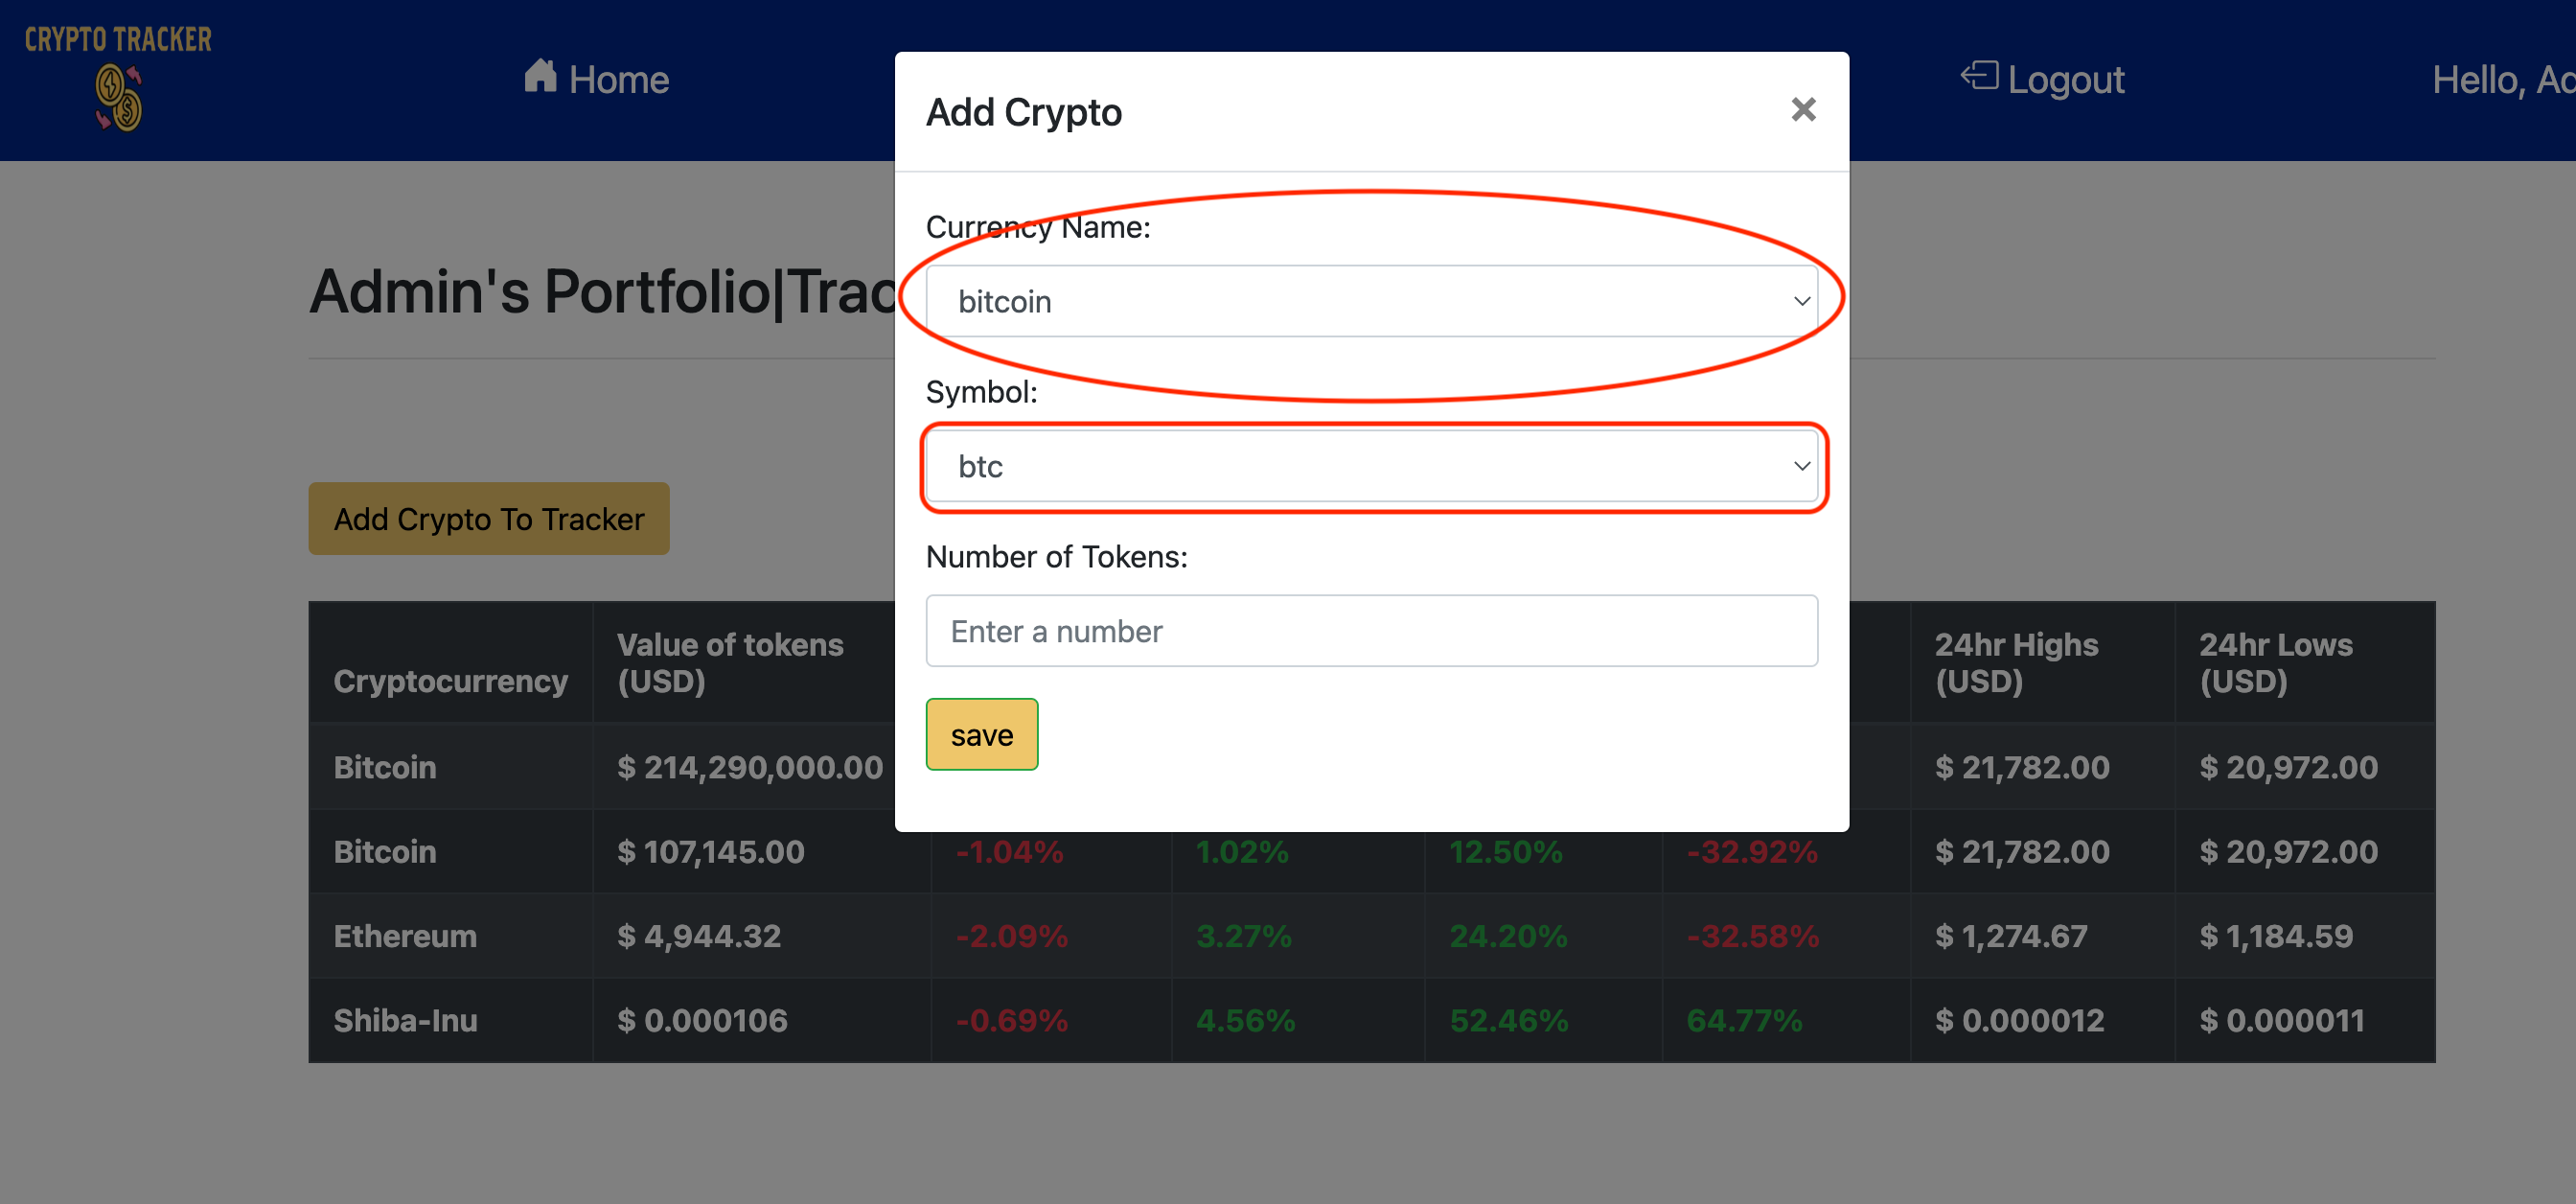 CRYPTO TRACKER
Home
Logout
Hello, Ad
Add Crypto
Currency Name:
bitcoin
Symbol:
btc
Number of Tokens:
Enter a number
save
Admin's Portfolio|Trac
Add Crypto To Tracker
Cryptocurrency Value of tokens (USD) 24hr Highs (USD) 24hr Lows (USD)
Bitcoin $ 214,290,000.00 $ 21,782.00 $ 20,972.00
Bitcoin $ 107,145.00 -1.04% 1.02% 12.50% -32.92% $ 21,782.00 $ 20,972.00
Ethereum $ 4,944.32 -2.09% 3.27% 24.20% -32.58% $ 1,274.67 $ 1,184.59
Shiba-Inu $ 0.000106 -0.69% 4.56% 52.46% 64.77% $ 0.000012 $ 0.000011